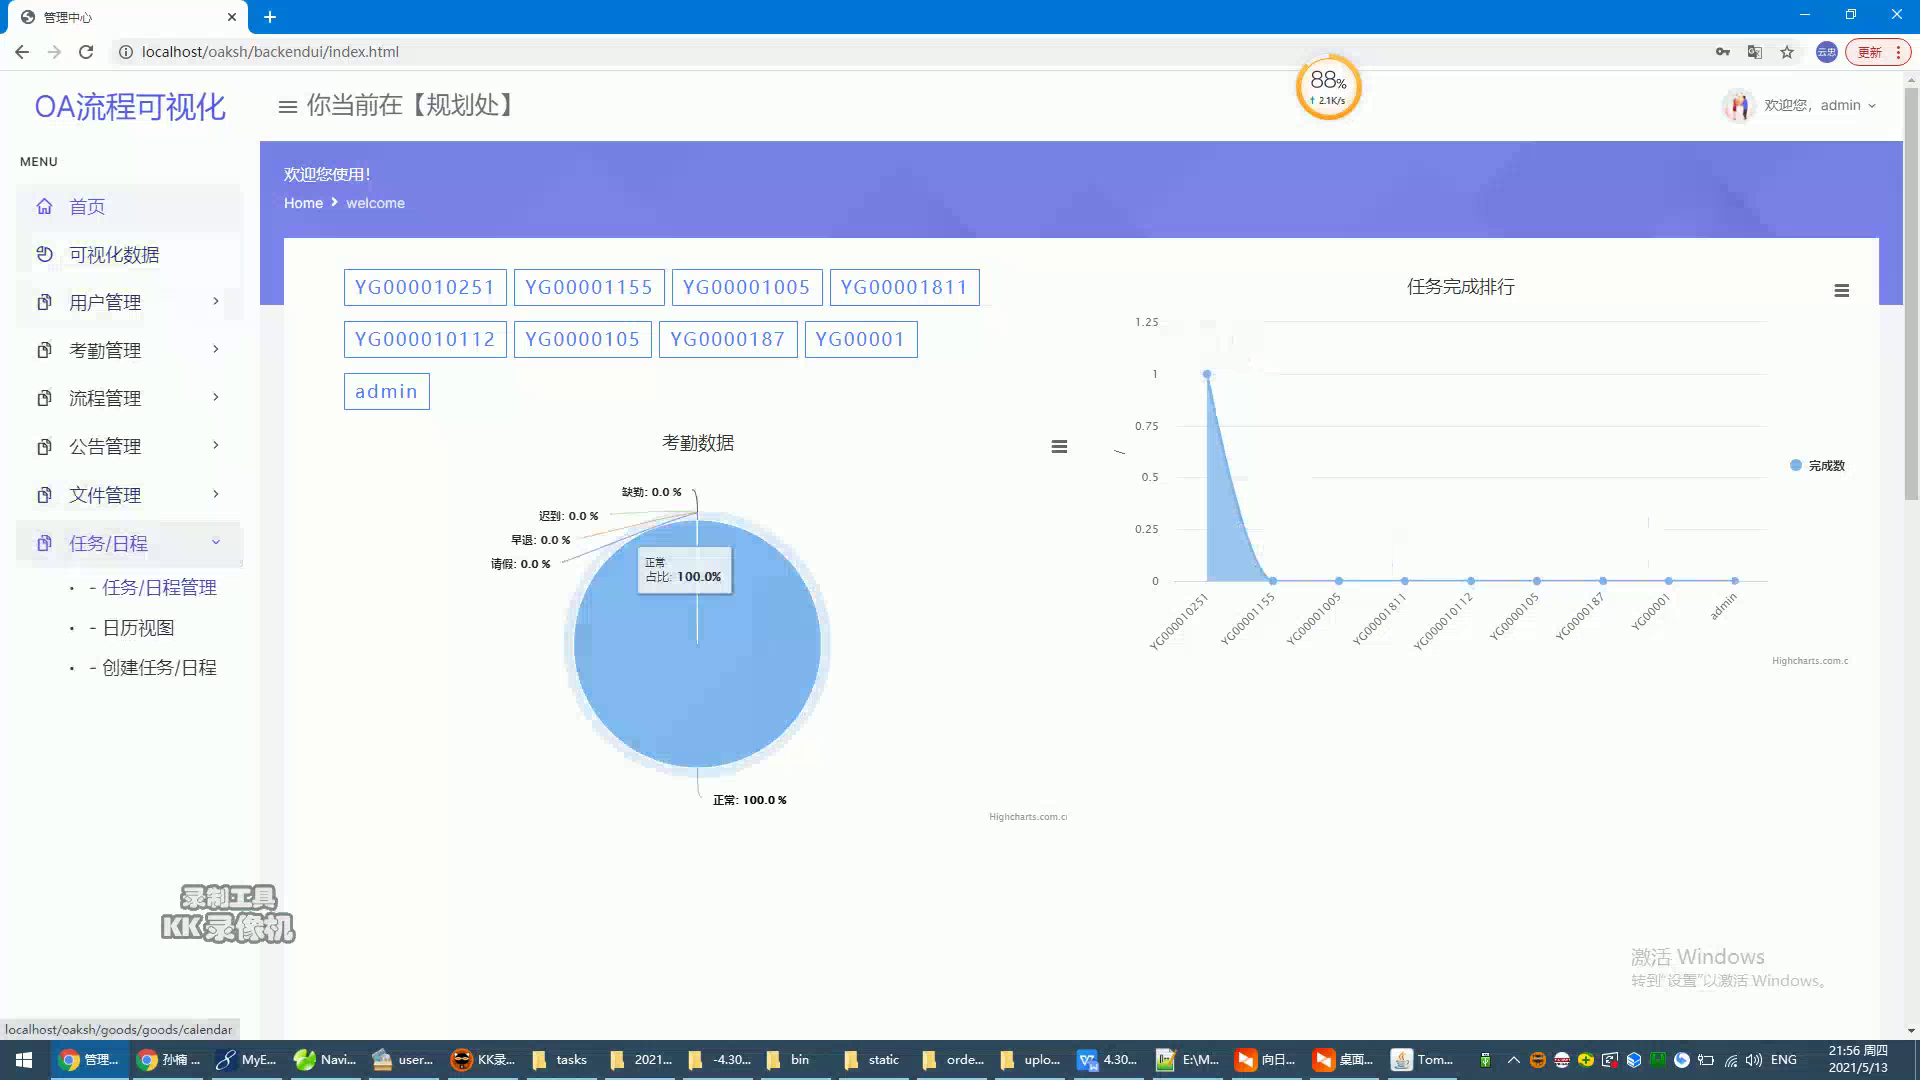 管理中心
localhost/oaksh/backendui/index.html
更新
88%
↑ 2.1K/s
OA流程可视化
你当前在【规划处】
欢迎您，admin
MENU
首页
可视化数据
用户管理
考勤管理
流程管理
公告管理
文件管理
任务/日程
- 任务/日程管理
- 日历视图
- 创建任务/日程
欢迎您使用!
Home > welcome
YG000010251 YG00001155 YG00001005 YG00001811
YG000010112 YG0000105 YG0000187 YG00001
admin
考勤数据
缺勤: 0.0 %
迟到: 0.0 %
早退: 0.0 %
请假: 0.0 %
正常
占比: 100.0%
正常: 100.0 %
Highcharts.com.c
任务完成排行
1.25
1
0.75
0.5
0.25
0
YG000010251 YG00001155 YG00001005 YG00001811 YG000010112 YG0000105 YG0000187 YG00001 admin
完成数
Highcharts.com.c
录制工具
KK录像机
激活 Windows
转到"设置"以激活 Windows。
localhost/oaksh/goods/goods/calendar
管理... 孙楠 ... MyE... Navi... user... KK录... tasks 2021... -4.30... bin static orde... uplo... 4.30... E:\M... 向日... 桌面... Tom... ENG
21:56 周四
2021/5/13